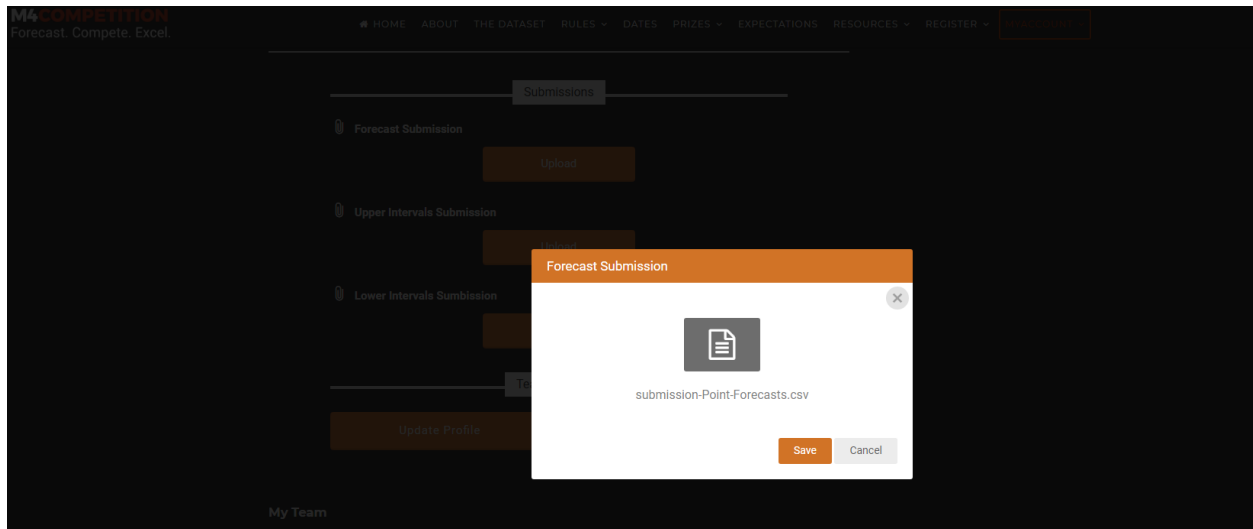 M4COMPETITION
Forecast. Compete. Excel.
HOME ABOUT THE DATASET RULES DATES PRIZES EXPECTATIONS RESOURCES REGISTER
Submissions
Forecast Submission
Upload
Upper Intervals Submission
Upload
Lower Intervals Sumbission
Update Profile
Forecast Submission
submission-Point-Forecasts.csv
Save Cancel
My Team